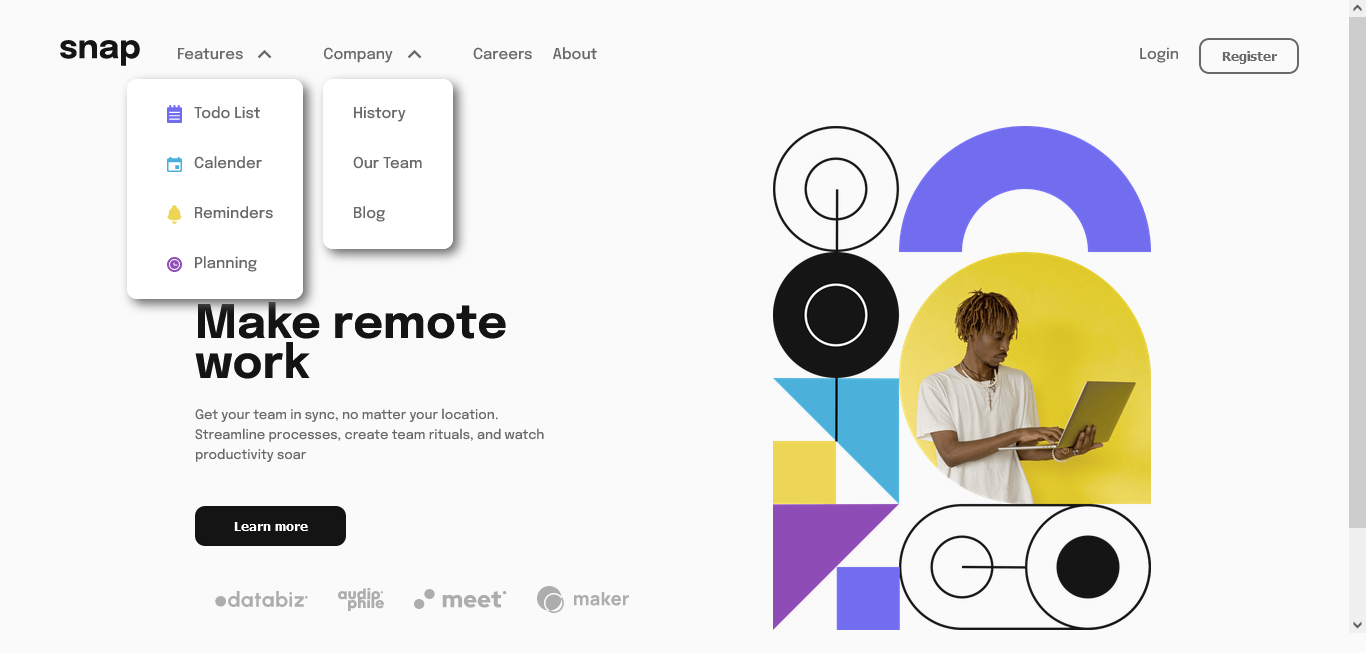 snap
Features
Company
Careers
About
Login
Register
Todo List
Calender
Reminders
Planning
History
Our Team
Blog
Make remote
work
Get your team in sync, no matter your location.
Streamline processes, create team rituals, and watch
productivity soar
Learn more
databiz
audiophile
meet
maker